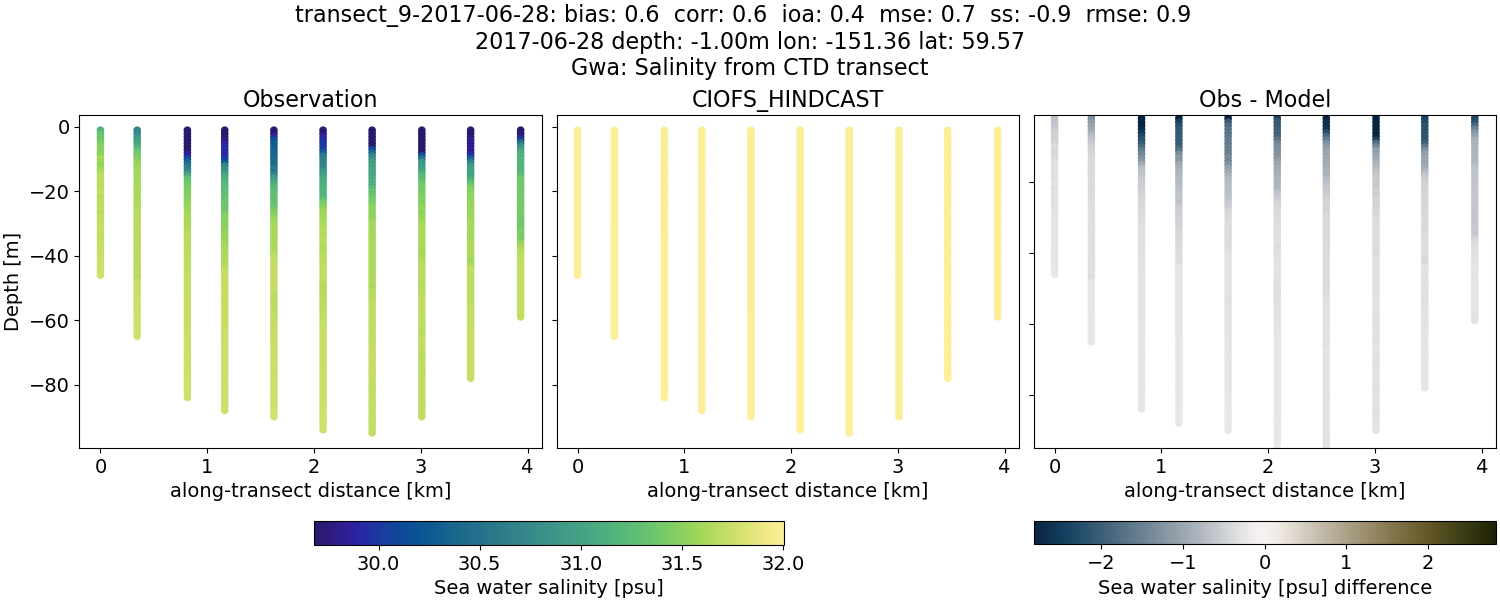 transect_9-2017-06-28: bias: 0.6  corr: 0.6  ioa: 0.4  mse: 0.7  ss: -0.9  rmse: 0.9
2017-06-28 depth: -1.00m lon: -151.36 lat: 59.57
Gwa: Salinity from CTD transect
Observation
CIOFS_HINDCAST
Obs - Model
Depth [m]
0
−20
−40
−60
−80
0 1 2 3 4
0 1 2 3 4
0 1 2 3 4
along-transect distance [km]
along-transect distance [km]
along-transect distance [km]
30.0 30.5 31.0 31.5 32.0
Sea water salinity [psu]
−2 −1 0 1 2
Sea water salinity [psu] difference